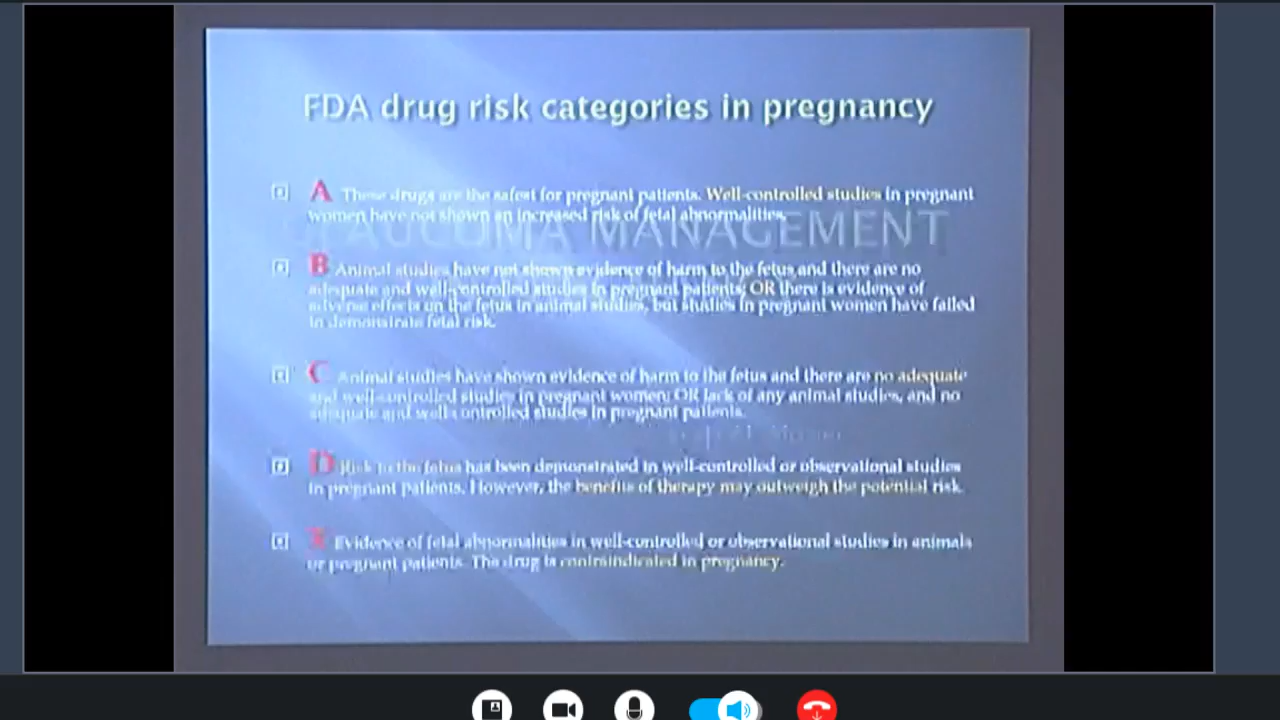 FDA drug risk categories in pregnancy
A These drugs are the safest for pregnant patients. Well-controlled studies in pregnant
women have not shown an increased risk of fetal abnormalities.
GLAUCOMA MANAGEMENT
B Animal studies have not shown evidence of harm to the fetus and there are no
adequate and well-controlled studies in pregnant patients; OR there is evidence of
adverse effects on the fetus in animal studies, but studies in pregnant women have failed
to demonstrate fetal risk.
C Animal studies have shown evidence of harm to the fetus and there are no adequate
and well-controlled studies in pregnant women; OR lack of any animal studies, and no
adequate and well-controlled studies in pregnant patients.
D Risk to the fetus has been demonstrated in well-controlled or observational studies
in pregnant patients. However, the benefits of therapy may outweigh the potential risk.
X Evidence of fetal abnormalities in well-controlled or observational studies in animals
or pregnant patients. The drug is contraindicated in pregnancy.